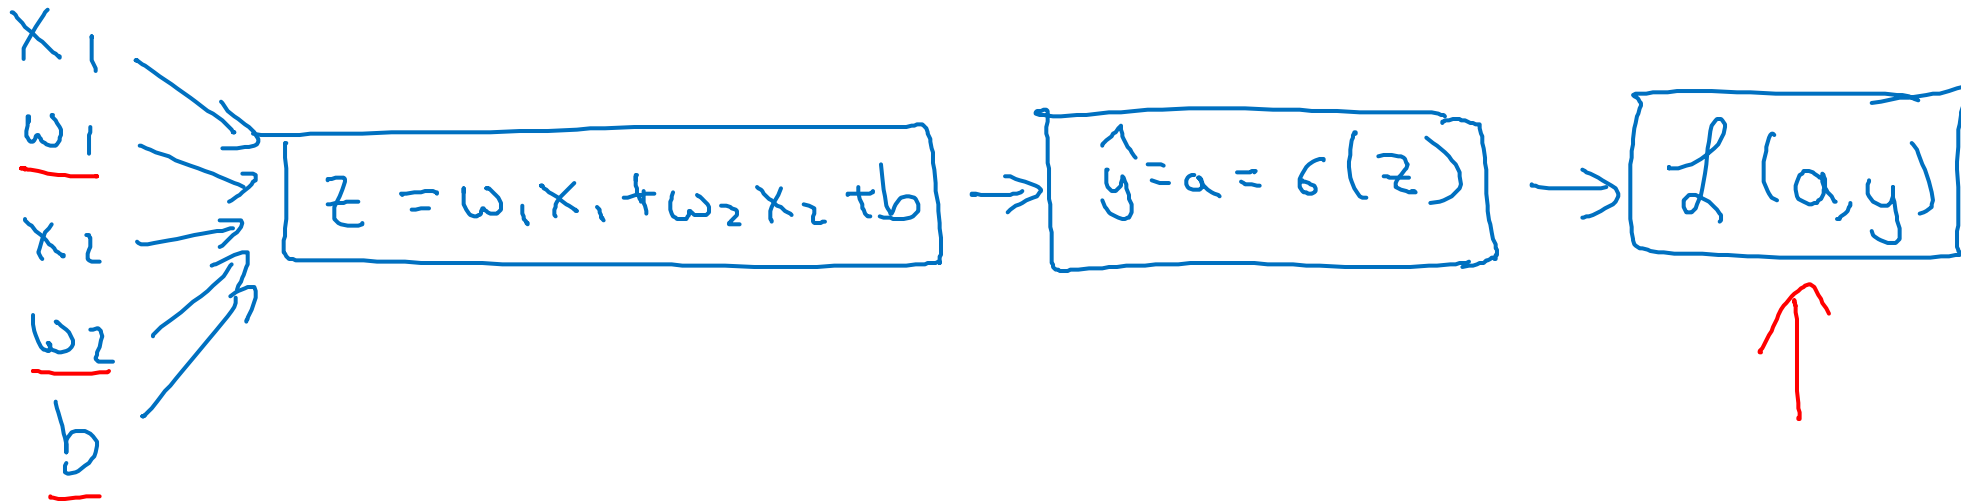 x₁
w₁
x₂
w₂
b
z = w₁x₁ + w₂x₂ + b
ŷ = a = σ(z)
ℒ(a, y)